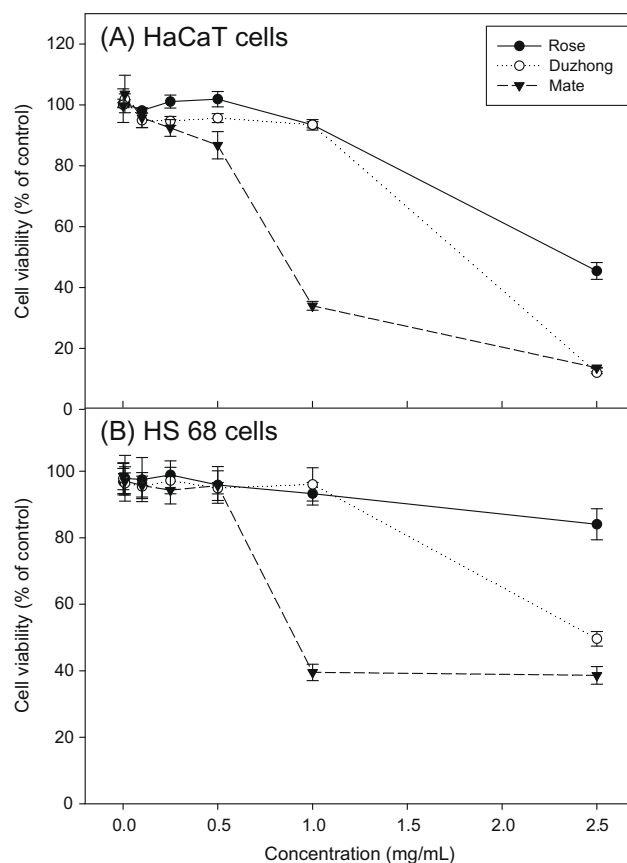 (A) HaCaT cells
Rose
Duzhong
Mate
120
100
80
60
40
20
0
Cell viability (% of control)
(B) HS 68 cells
100
80
60
40
20
0
Cell viability (% of control)
0.0 0.5 1.0 1.5 2.0 2.5
Concentration (mg/mL)